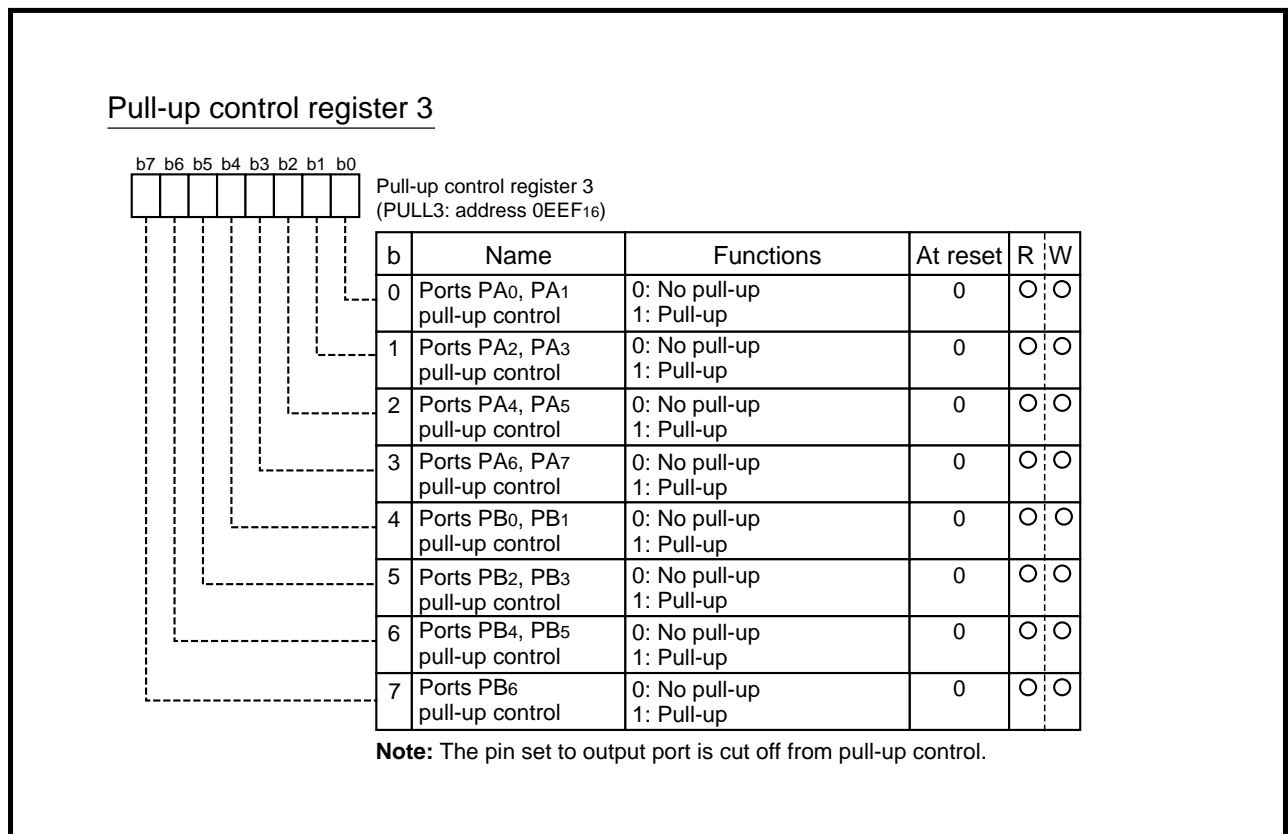 Pull-up control register 3
b7 b6 b5 b4 b3 b2 b1 b0
Pull-up control register 3
(PULL3: address 0EEF16)
b Name Functions At reset R W
0 Ports PA0, PA1 pull-up control 0: No pull-up 1: Pull-up 0 O O
1 Ports PA2, PA3 pull-up control 0: No pull-up 1: Pull-up 0 O O
2 Ports PA4, PA5 pull-up control 0: No pull-up 1: Pull-up 0 O O
3 Ports PA6, PA7 pull-up control 0: No pull-up 1: Pull-up 0 O O
4 Ports PB0, PB1 pull-up control 0: No pull-up 1: Pull-up 0 O O
5 Ports PB2, PB3 pull-up control 0: No pull-up 1: Pull-up 0 O O
6 Ports PB4, PB5 pull-up control 0: No pull-up 1: Pull-up 0 O O
7 Ports PB6 pull-up control 0: No pull-up 1: Pull-up 0 O O
Note: The pin set to output port is cut off from pull-up control.